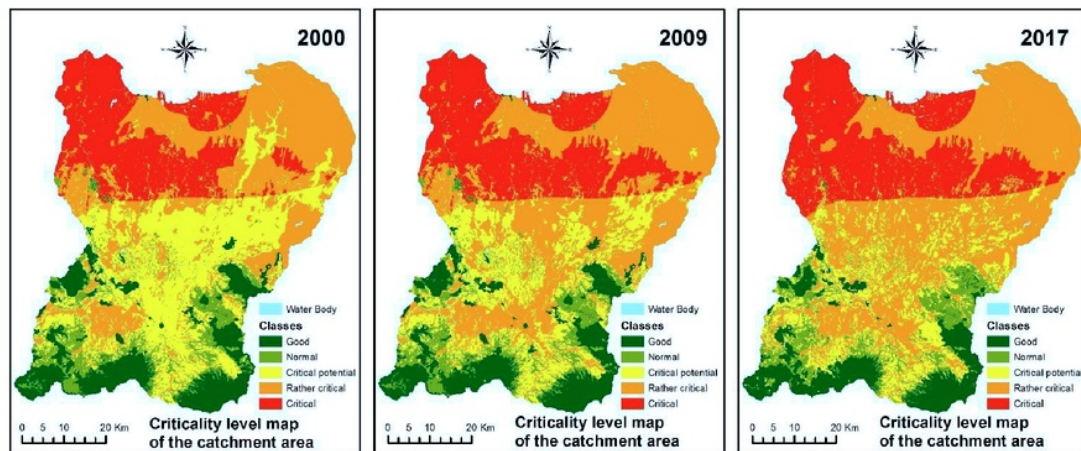 2000
Water Body
Classes
Good
Normal
Critical potential
Rather critical
Critical
0 5 10 20 Km
Criticality level map
of the catchment area
2009
Water Body
Classes
Good
Normal
Critical potential
Rather critical
Critical
0 5 10 20 Km
Criticality level map
of the catchment area
2017
Water Body
Classes
Good
Normal
Critical potential
Rather critical
Critical
0 5 10 20 Km
Criticality level map
of the catchment area